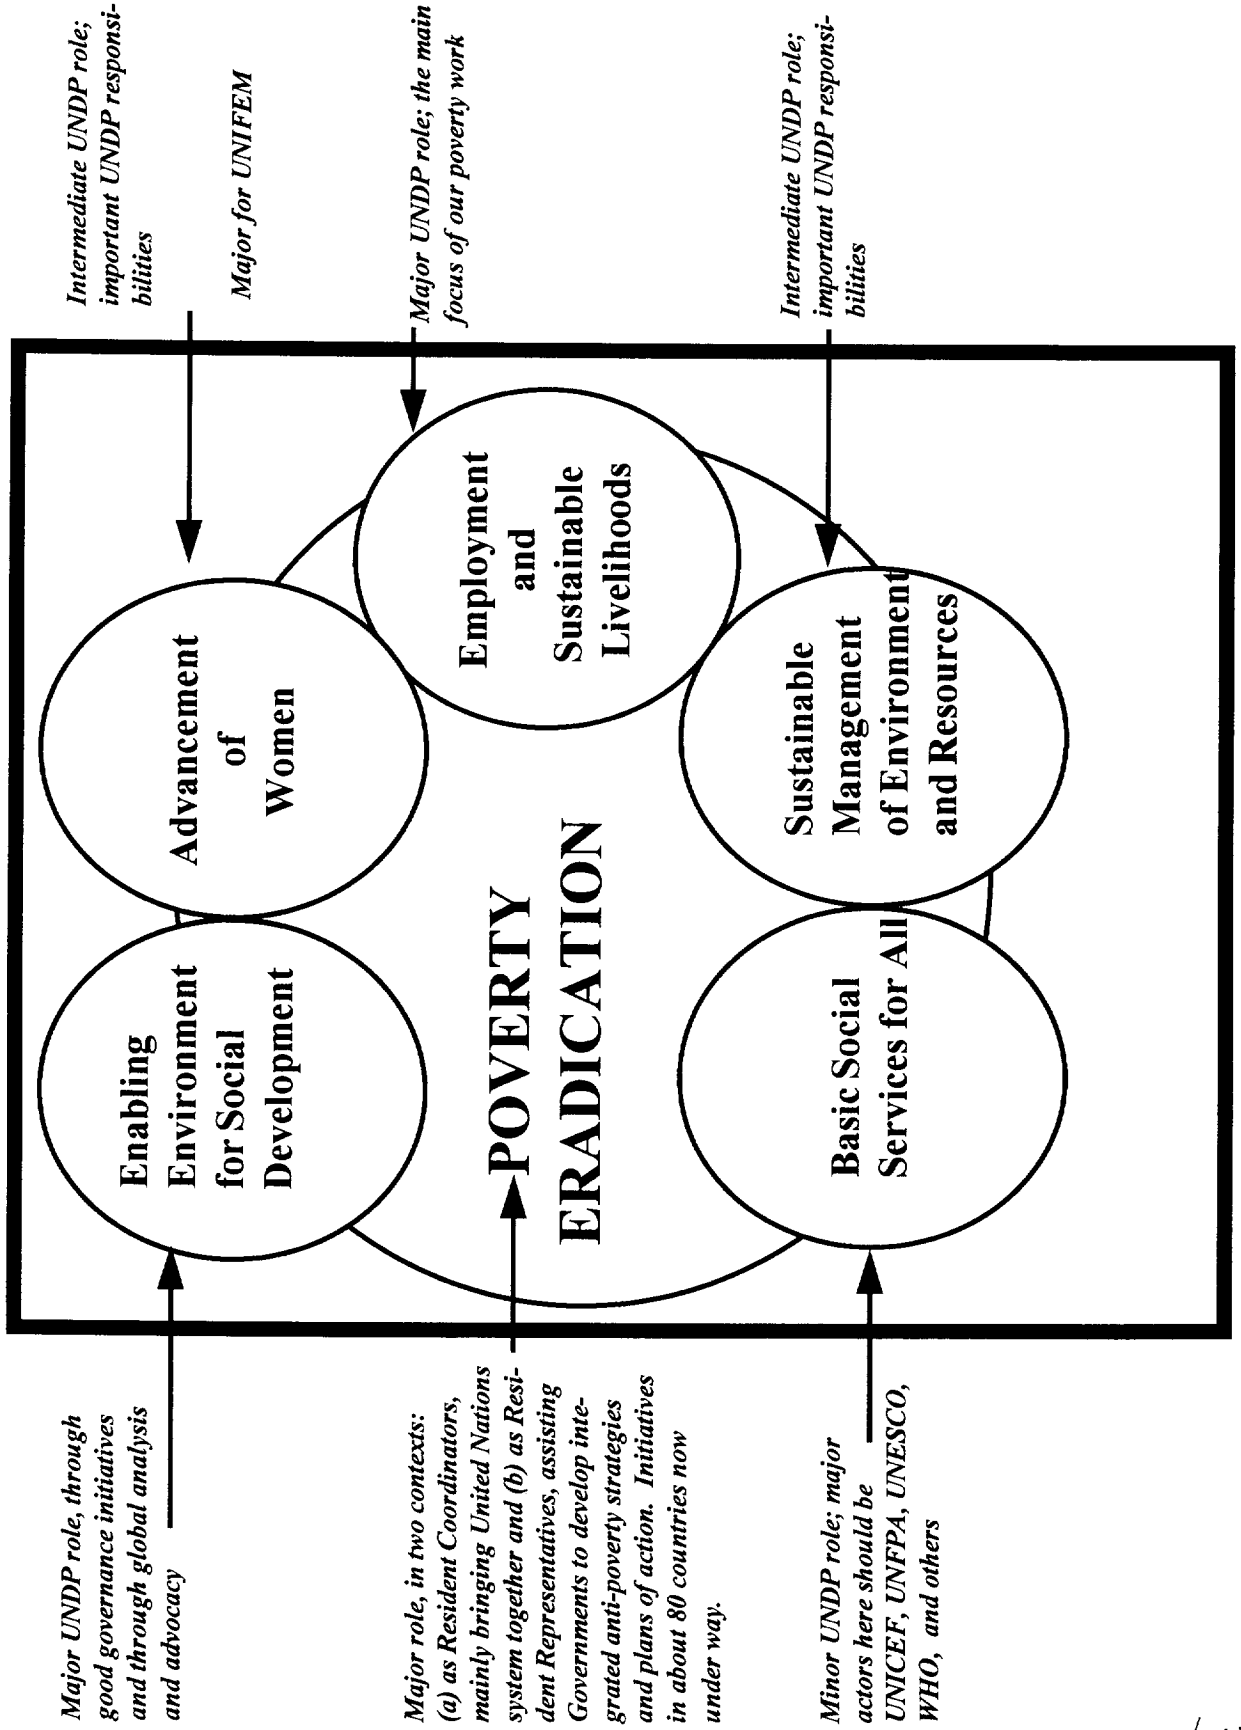 Major UNDP role, through
good governance initiatives
and through global analysis
and advocacy
Enabling
Environment
for Social
Development
Advancement
of
Women
Intermediate UNDP role;
important UNDP responsi-
bilities
Major for UNIFEM
Major role, in two contexts:
(a) as Resident Coordinators,
mainly bringing United Nations
system together and (b) as Resi-
dent Representatives, assisting
Governments to develop inte-
grated anti-poverty strategies
and plans of action. Initiatives
in about 80 countries now
under way.
POVERTY
ERADICATION
Employment
and
Sustainable
Livelihoods
Major UNDP role; the main
focus of our poverty work
Minor UNDP role; major
actors here should be
UNICEF, UNFPA, UNESCO,
WHO, and others
Basic Social
Services for All
Sustainable
Management
of Environment
and Resources
Intermediate UNDP role;
important UNDP responsi-
bilities